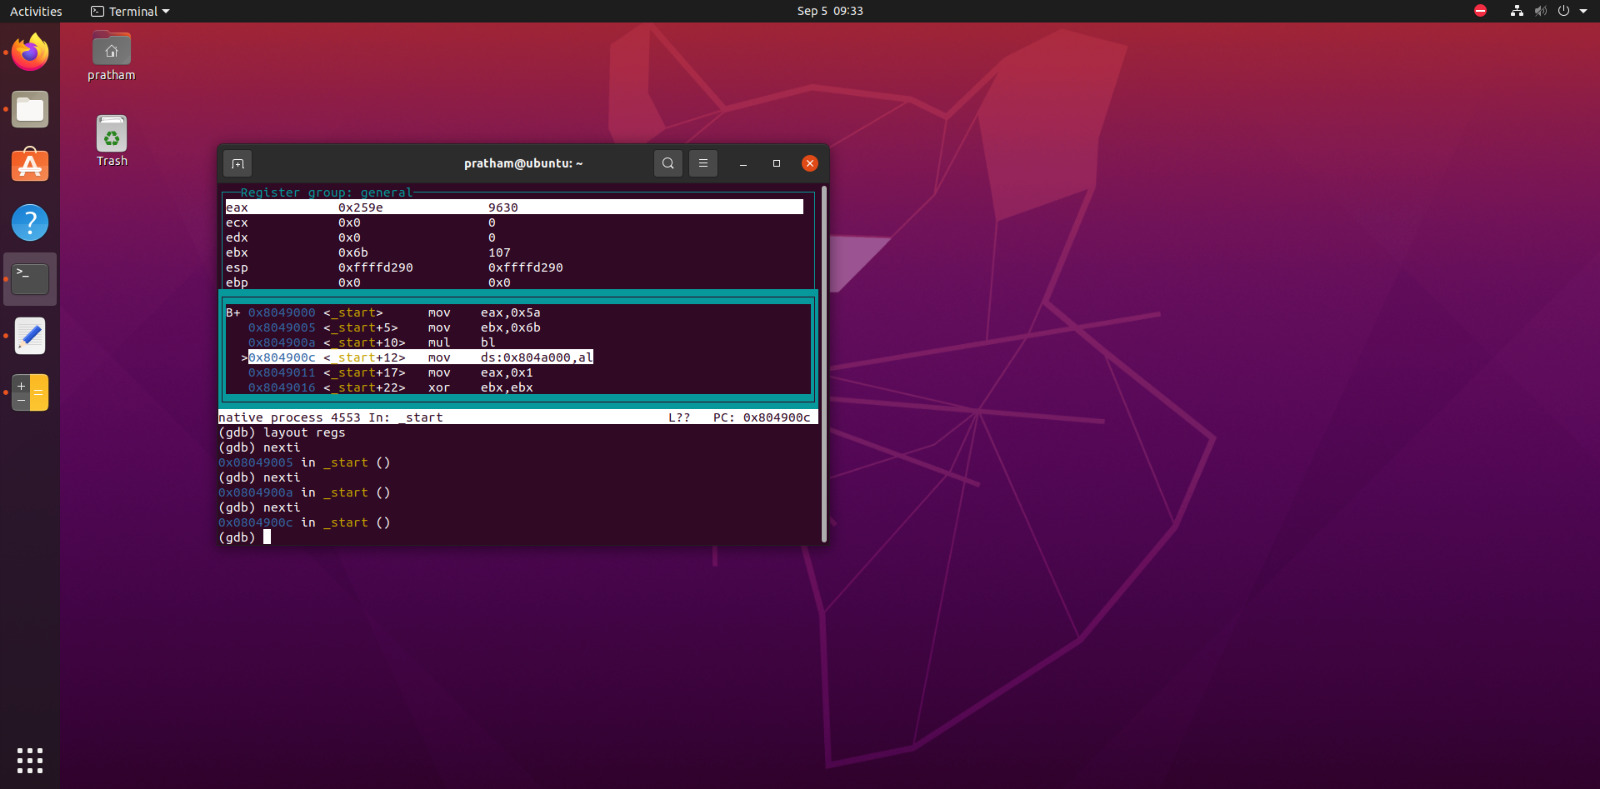 Activities Terminal Sep 5 09:33
pratham
Trash
pratham@ubuntu: ~
Register group: general
eax 0x259e 9630
ecx 0x0 0
edx 0x0 0
ebx 0x6b 107
esp 0xffffd290 0xffffd290
ebp 0x0 0x0
B+ 0x8049000 <_start> mov eax,0x5a
0x8049005 <_start+5> mov ebx,0x6b
0x804900a <_start+10> mul bl
>0x804900c <_start+12> mov ds:0x804a000,al
0x8049011 <_start+17> mov eax,0x1
0x8049016 <_start+22> xor ebx,ebx
native process 4553 In: _start L?? PC: 0x804900c
(gdb) layout regs
(gdb) nexti
0x08049005 in _start ()
(gdb) nexti
0x0804900a in _start ()
(gdb) nexti
0x0804900c in _start ()
(gdb)